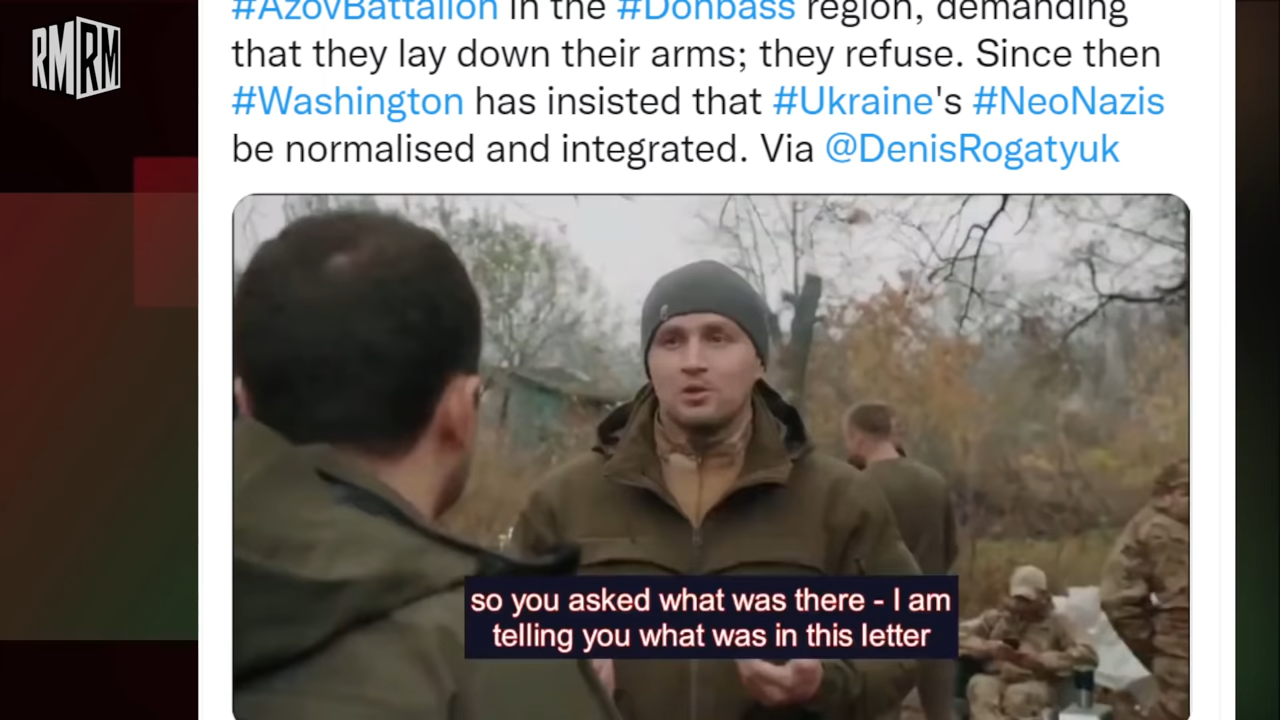 RMRM
#AzovBattalion in the #Donbass region, demanding
that they lay down their arms; they refuse. Since then
#Washington has insisted that #Ukraine's #NeoNazis
be normalised and integrated. Via @DenisRogatyuk
so you asked what was there - I am
telling you what was in this letter